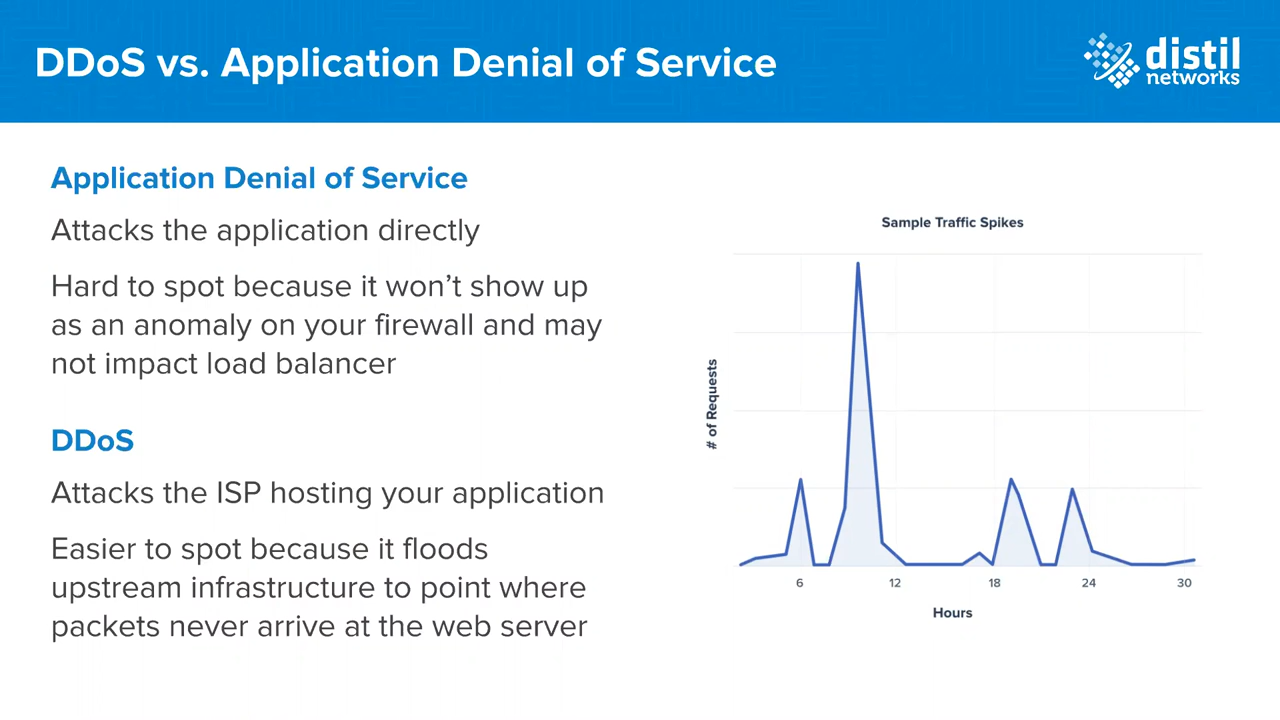 DDoS vs. Application Denial of Service
distil
networks
Application Denial of Service
Attacks the application directly
Hard to spot because it won’t show up
as an anomaly on your firewall and may
not impact load balancer
DDoS
Attacks the ISP hosting your application
Easier to spot because it floods
upstream infrastructure to point where
packets never arrive at the web server
Sample Traffic Spikes
# of Requests
6 12 18 24 30
Hours